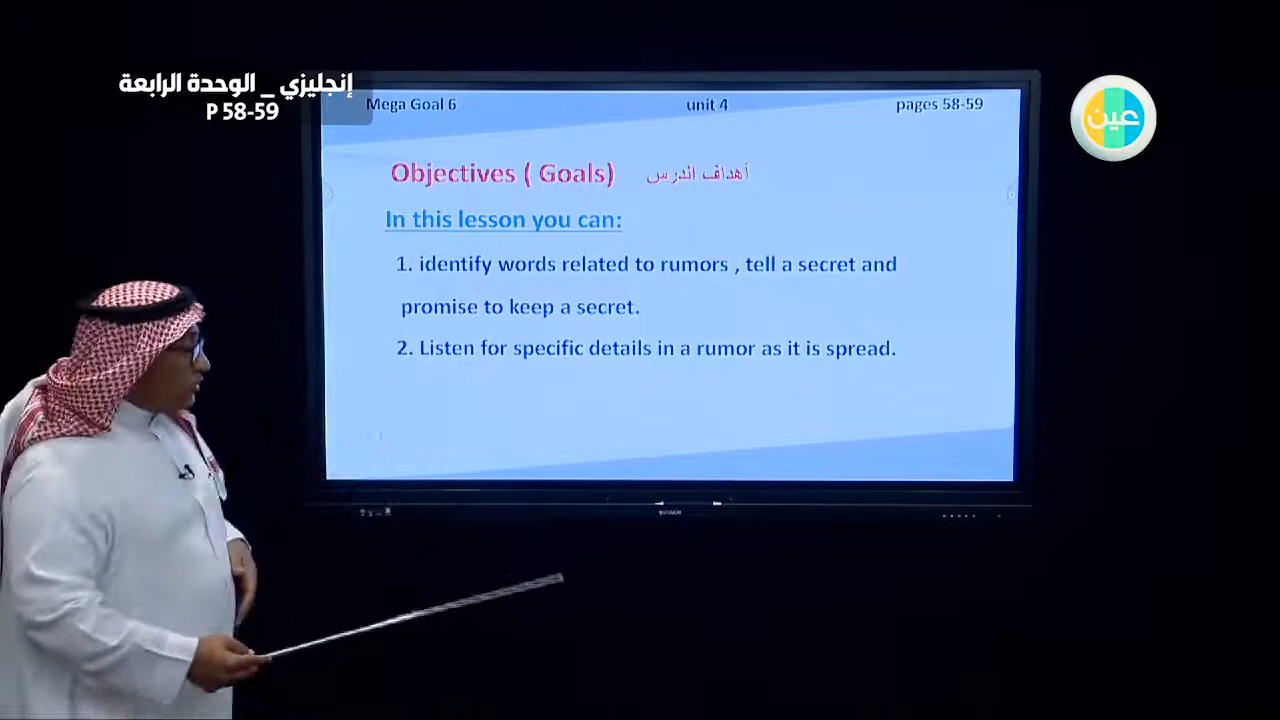 إنجليزي _ الوحدة الرابعة
P 58-59
عين
Mega Goal 6 unit 4 pages 58-59
Objectives ( Goals) أهداف الدرس
In this lesson you can:
1. identify words related to rumors , tell a secret and
promise to keep a secret.
2. Listen for specific details in a rumor as it is spread.